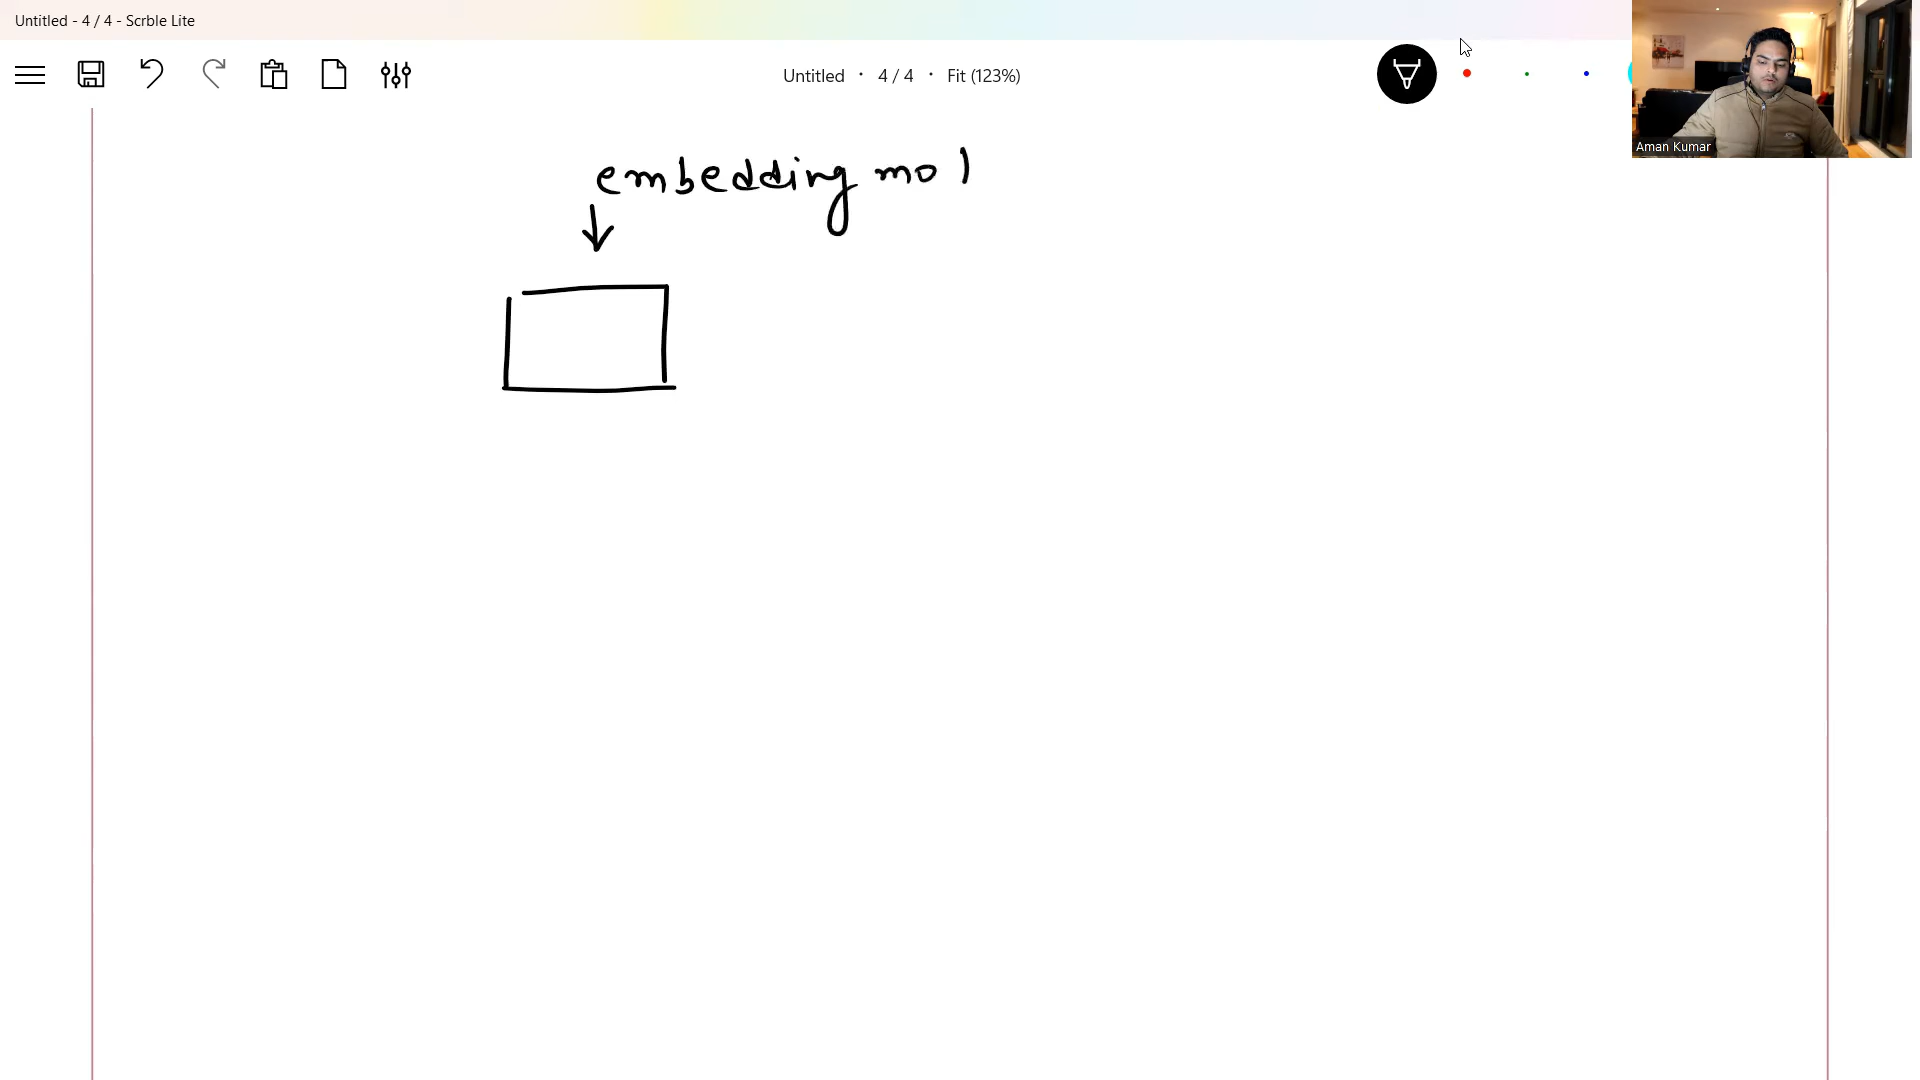 Untitled - 4 / 4 - Scrble Lite
Untitled • 4 / 4 • Fit (123%)
Aman Kumar
embedding mo l